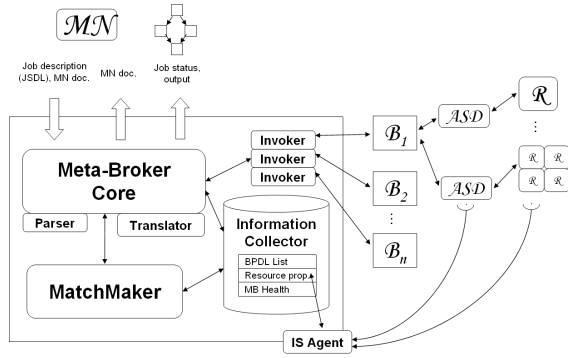 MN
Job description
(JSDL), MN doc.
MN doc.
Job status,
output
Invoker
Invoker
Invoker
Meta-Broker
Core
Parser
Translator
MatchMaker
Information
Collector
BPDL List
Resource prop.
MB Health
IS Agent
B1
B2
⋮
Bn
ASD
ASD
R
⋮
R R
R R